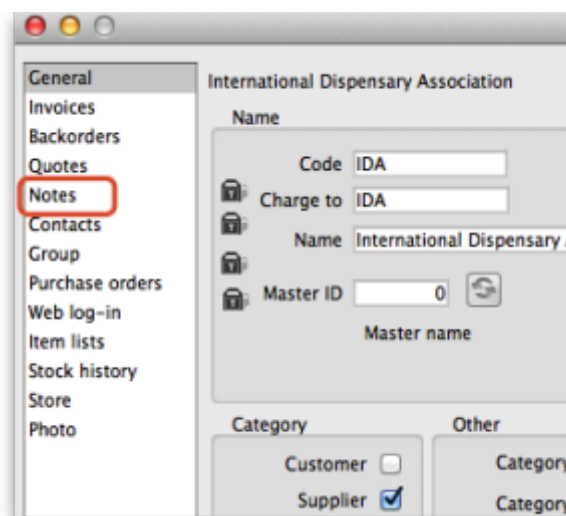 General
Invoices
Backorders
Quotes
Notes
Contacts
Group
Purchase orders
Web log-in
Item lists
Stock history
Store
Photo
International Dispensary Association
Name
Code IDA
Charge to IDA
Name International Dispensary
Master ID 0
Master name
Category
Customer
Supplier
Other
Category
Category